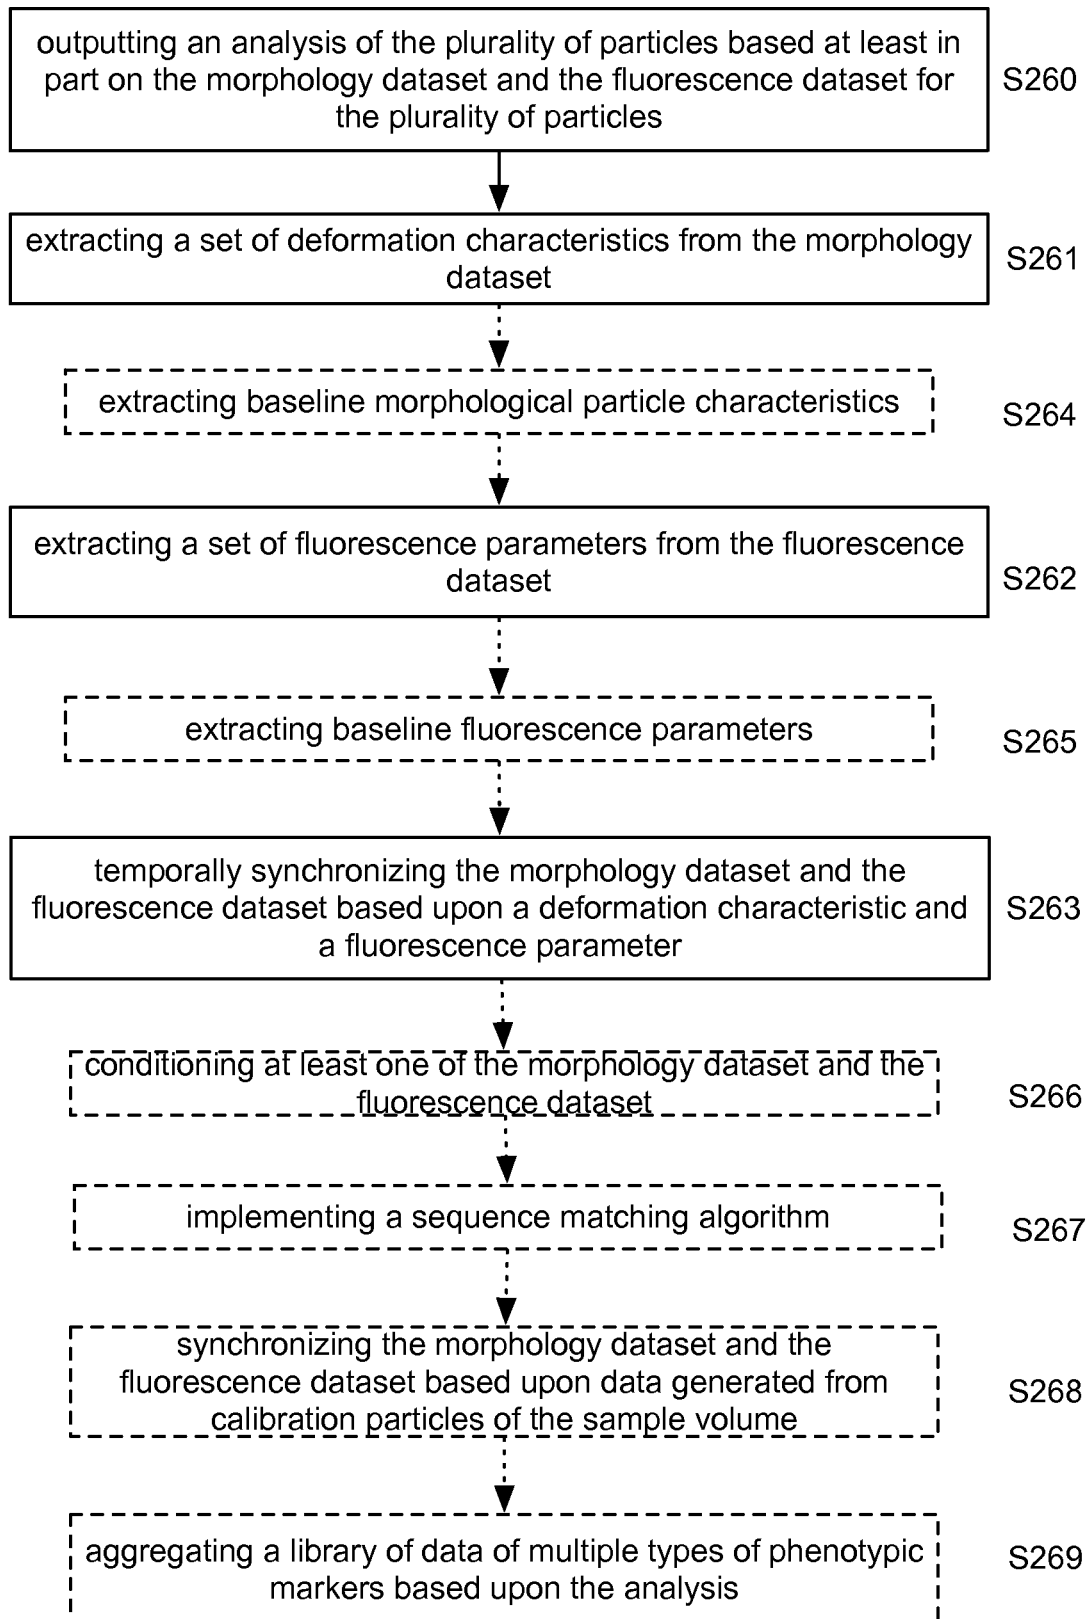 outputting an analysis of the plurality of particles based at least in
part on the morphology dataset and the fluorescence dataset for
the plurality of particles
S260
extracting a set of deformation characteristics from the morphology
dataset
S261
extracting baseline morphological particle characteristics
S264
extracting a set of fluorescence parameters from the fluorescence
dataset
S262
extracting baseline fluorescence parameters
S265
temporally synchronizing the morphology dataset and the
fluorescence dataset based upon a deformation characteristic and
a fluorescence parameter
S263
conditioning at least one of the morphology dataset and the
fluorescence dataset
S266
implementing a sequence matching algorithm
S267
synchronizing the morphology dataset and the
fluorescence dataset based upon data generated from
calibration particles of the sample volume
S268
aggregating a library of data of multiple types of phenotypic
markers based upon the analysis
S269